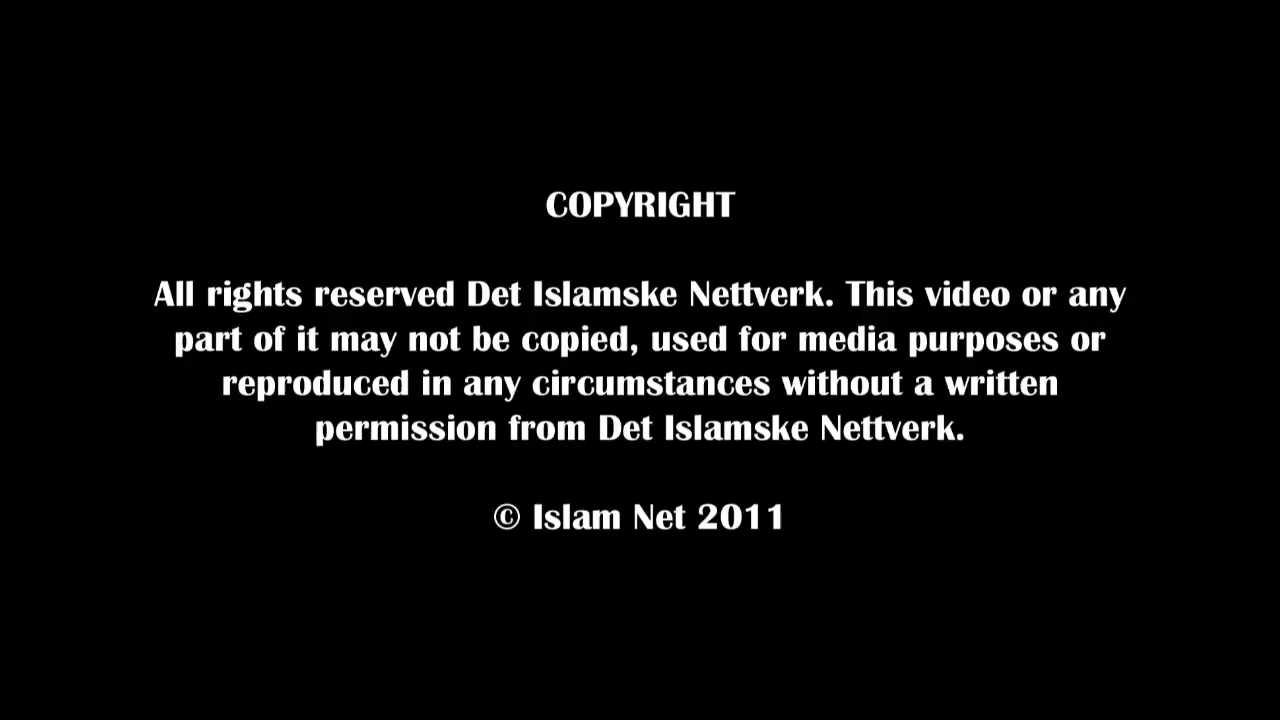 COPYRIGHT
All rights reserved Det Islamske Nettverk. This video or any
part of it may not be copied, used for media purposes or
reproduced in any circumstances without a written
permission from Det Islamske Nettverk.
© Islam Net 2011